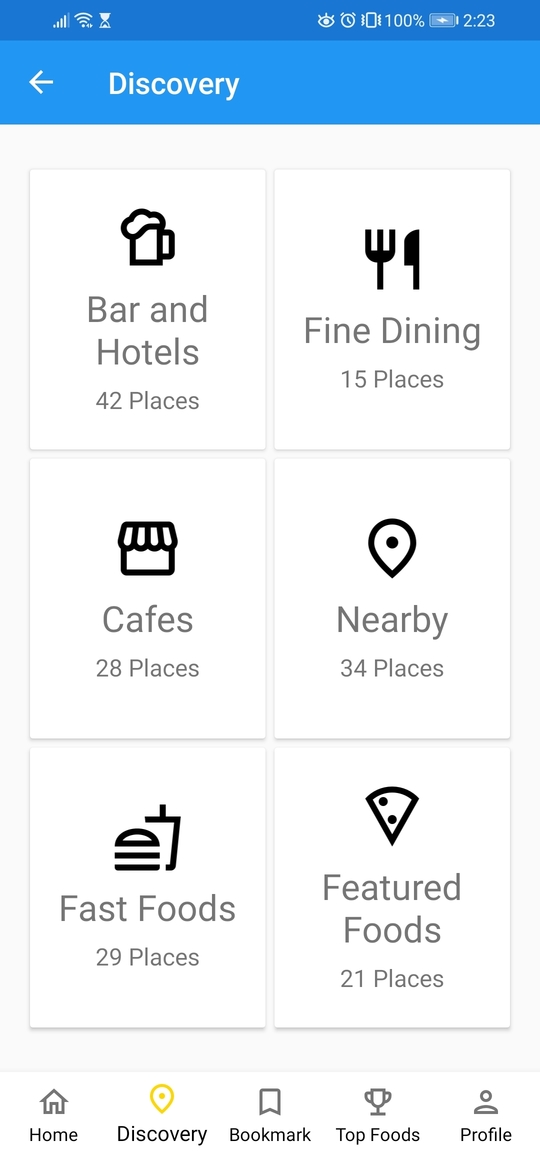 100% 2:23
Discovery
Bar and
Hotels
42 Places
Fine Dining
15 Places
Cafes
28 Places
Nearby
34 Places
Fast Foods
29 Places
Featured
Foods
21 Places
Home Discovery Bookmark Top Foods Profile